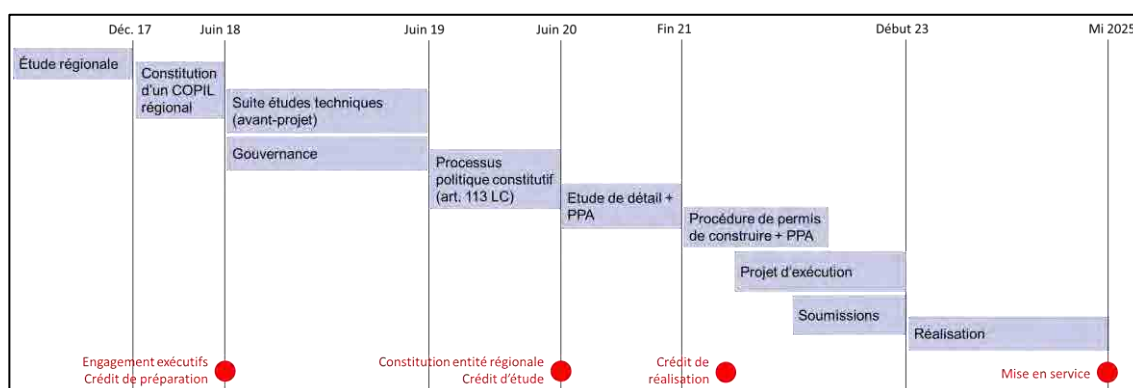 Déc. 17
Juin 18
Juin 19
Juin 20
Fin 21
Début 23
Mi 2025
Étude régionale
Constitution
d'un COPIL
régional
Suite études techniques
(avant-projet)
Gouvernance
Processus
politique constitutif
(art. 113 LC)
Etude de détail +
PPA
Procédure de permis
de construire + PPA
Projet d'exécution
Soumissions
Réalisation
Engagement exécutifs
Crédit de préparation
Constitution entité régionale
Crédit d'étude
Crédit de
réalisation
Mise en service